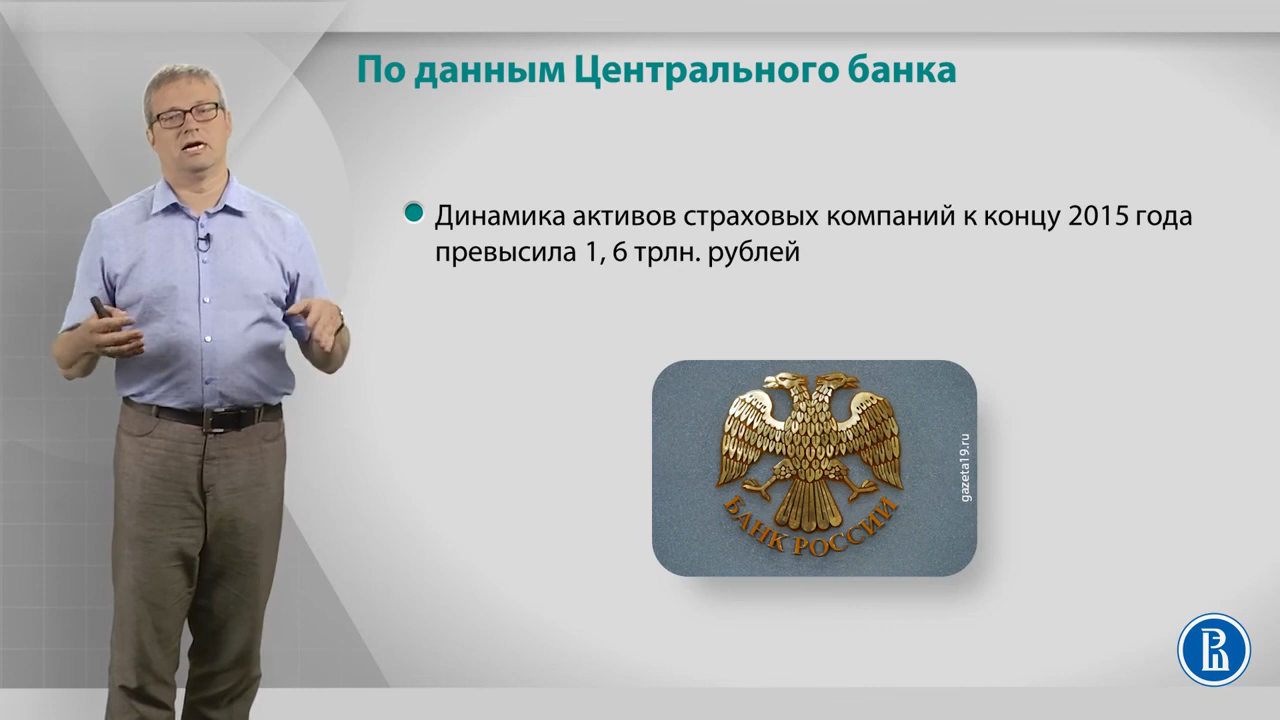 По данным Центрального банка
Динамика активов страховых компаний к концу 2015 года
превысила 1, 6 трлн. рублей
gazeta19.ru
БАНК РОССИИ